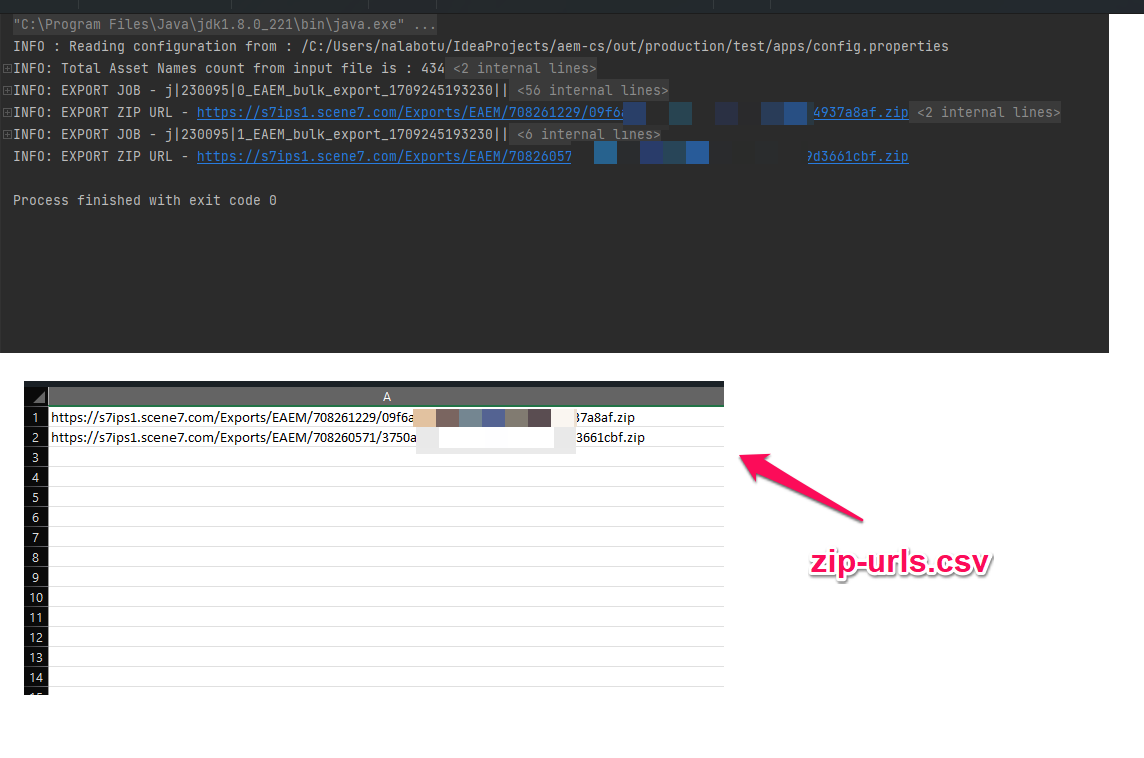 "C:\Program Files\Java\jdk1.8.0_221\bin\java.exe" ...
INFO : Reading configuration from : /C:/Users/nalabotu/IdeaProjects/aem-cs/out/production/test/apps/config.properties
INFO: Total Asset Names count from input file is : 434 <2 internal lines>
INFO: EXPORT JOB - j|230095|0_EAEM_bulk_export_1709245193230|| <56 internal lines>
INFO: EXPORT ZIP URL - https://s7ips1.scene7.com/Exports/EAEM/708261229/09f6 4937a8af.zip <2 internal lines>
INFO: EXPORT JOB - j|230095|1_EAEM_bulk_export_1709245193230|| <6 internal lines>
INFO: EXPORT ZIP URL - https://s7ips1.scene7.com/Exports/EAEM/70826057 9d3661cbf.zip
Process finished with exit code 0
A
1 https://s7ips1.scene7.com/Exports/EAEM/708261229/09f6a 37a8af.zip
2 https://s7ips1.scene7.com/Exports/EAEM/708260571/3750a 3661cbf.zip
3
4
5
6
7
8
9
10
11
12
13
14
zip-urls.csv